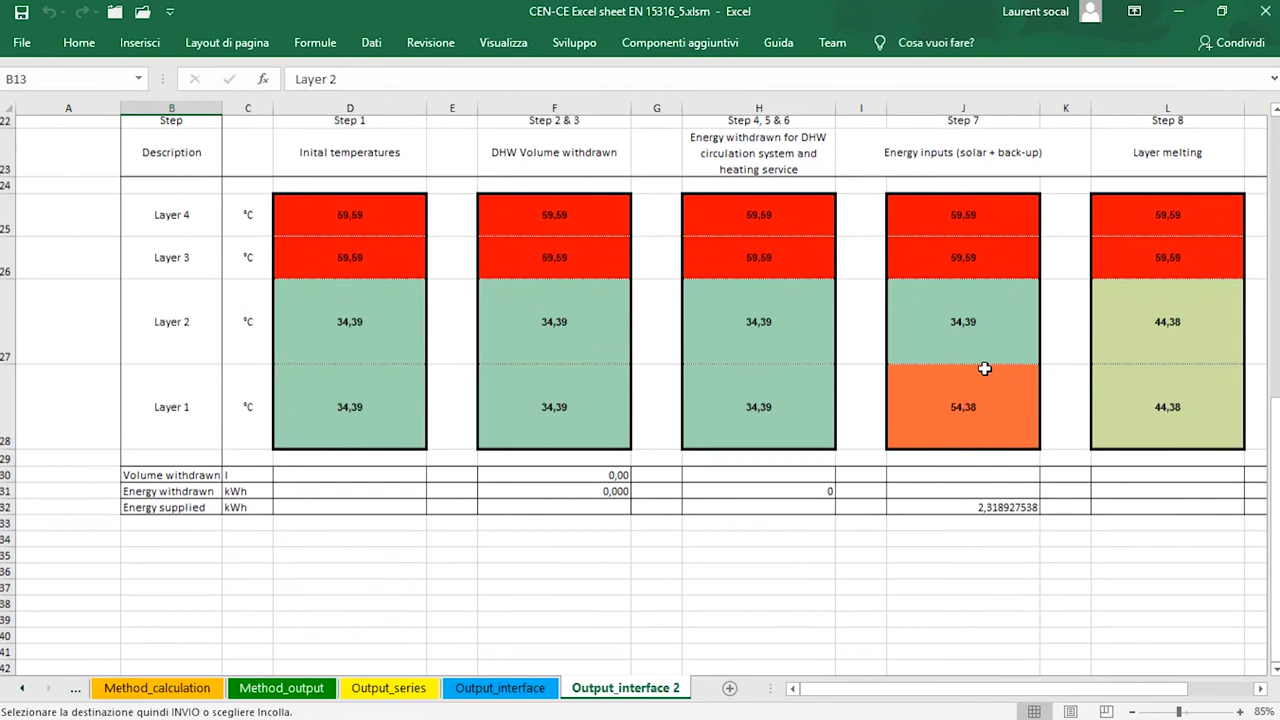 CEN-CE Excel sheet EN 15316_5.xlsm - Excel
Laurent socal
File Home Inserisci Layout di pagina Formule Dati Revisione Visualizza Sviluppo Componenti aggiuntivi Guida Team Cosa vuoi fare? Condividi
B13 fx Layer 2
A B C D E F G H I J K L
22 Step Step 1 Step 2 & 3 Step 4, 5 & 6 Step 7 Step 8
23 Description Inital temperatures DHW Volume withdrawn Energy withdrawn for DHW circulation system and heating service Energy inputs (solar + back-up) Layer melting
24
25 Layer 4 °C 59,59 59,59 59,59 59,59 59,59
26 Layer 3 °C 59,59 59,59 59,59 59,59 59,59
27 Layer 2 °C 34,39 34,39 34,39 34,39 44,38
28 Layer 1 °C 34,39 34,39 34,39 54,38 44,38
29
30 Volume withdrawn l 0,00
31 Energy withdrawn kWh 0,000 0
32 Energy supplied kWh 2,318927538
33
34
35
36
37
38
39
40
41
42
... Method_calculation Method_output Output_series Output_interface Output_interface 2
Selezionare la destinazione quindi INVIO o scegliere Incolla. 85%